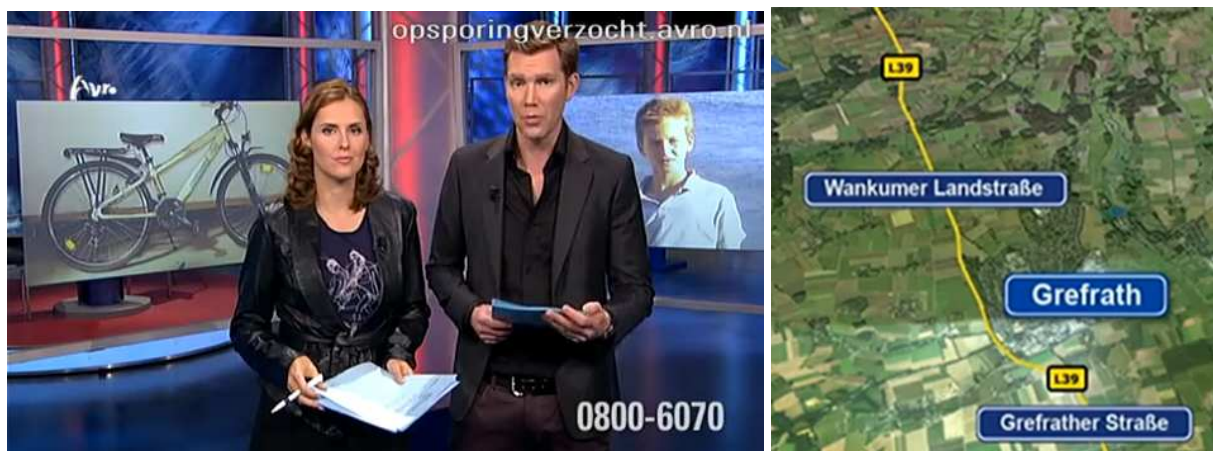 opsporingverzocht.avro.nl
Avro
0800-6070
L39
Wankumer Landstraße
Grefrath
L39
Grefrather Straße